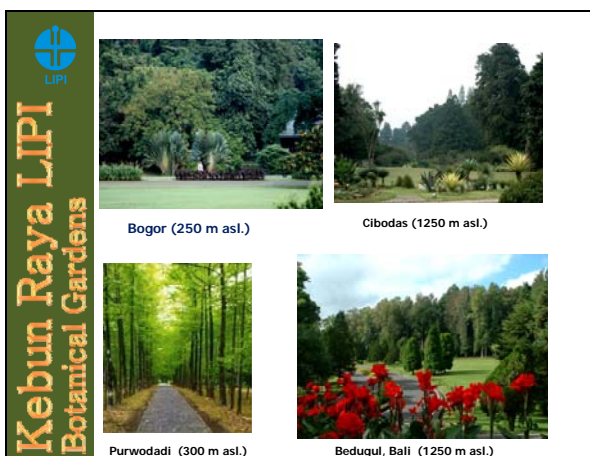 LIPI
Kebun Raya LIPI
Botanical Gardens
Bogor (250 m asl.)
Cibodas (1250 m asl.)
Purwodadi (300 m asl.)
Bedugul, Bali (1250 m asl.)